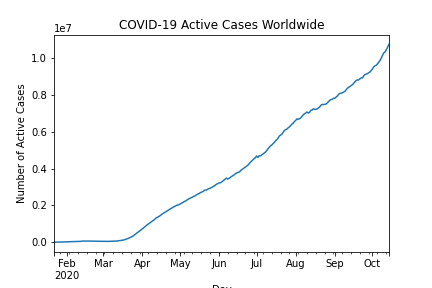 COVID-19 Active Cases Worldwide
1e7
1.0
0.8
0.6
0.4
0.2
0.0
Number of Active Cases
Feb Mar Apr May Jun Jul Aug Sep Oct
2020